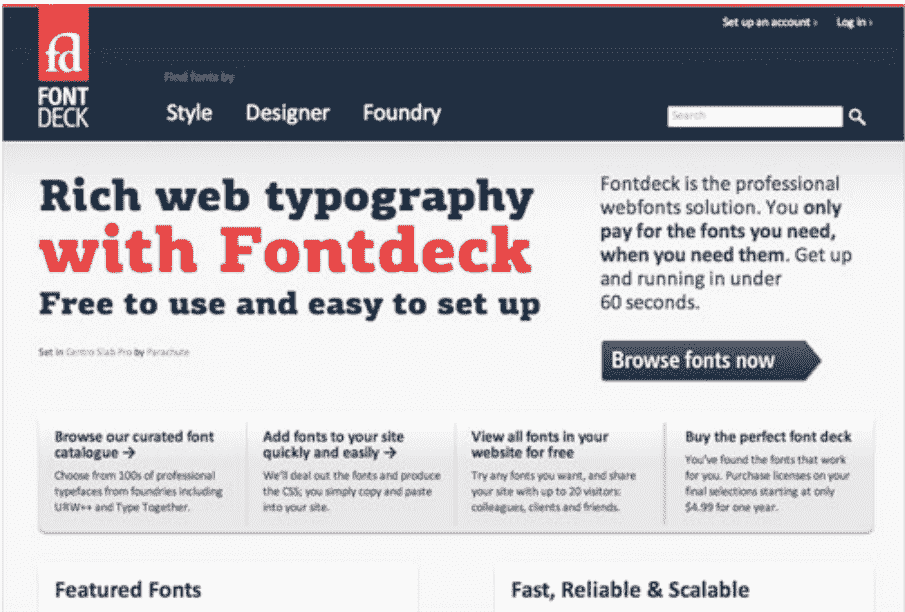 Set up an account ›
Log in ›
fd
FONT
DECK
Find fonts by
Style
Designer
Foundry
Search
Rich web typography
with Fontdeck
Free to use and easy to set up
Set in Centro Slab Pro by Parachute
Fontdeck is the professional
webfonts solution. You only
pay for the fonts you need,
when you need them. Get up
and running in under
60 seconds.
Browse fonts now
Browse our curated font
catalogue →
Choose from 100s of professional
typefaces from foundries including
URW++ and Type Together.
Add fonts to your site
quickly and easily →
We'll deal out the fonts and produce
the CSS; you simply copy and paste
into your site.
View all fonts in your
website for free
Try any fonts you want, and share
your site with up to 20 visitors:
colleagues, clients and friends.
Buy the perfect font deck
You've found the fonts that work
for you. Purchase licenses on your
final selections starting at only
$4.99 for one year.
Featured Fonts
Fast, Reliable & Scalable